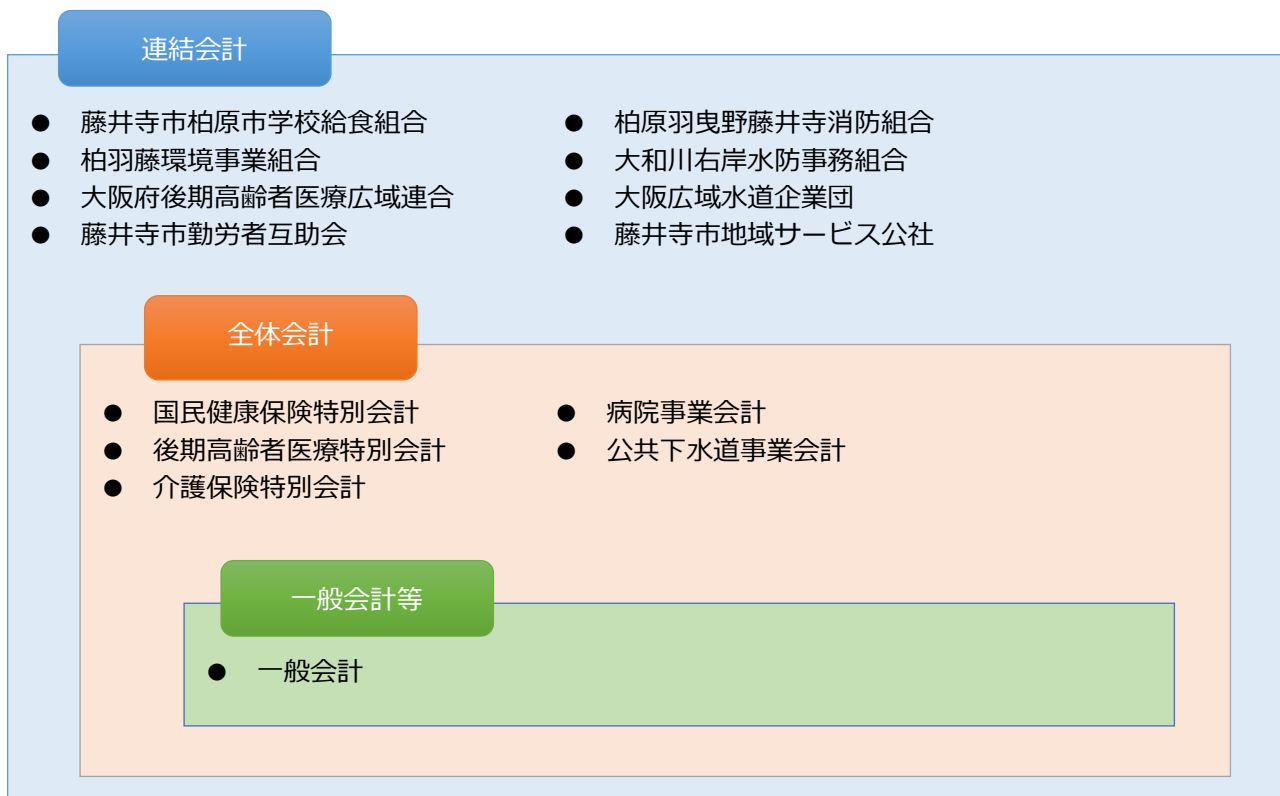 連結会計
● 藤井寺市柏原市学校給食組合
● 柏羽藤環境事業組合
● 大阪府後期高齢者医療広域連合
● 藤井寺市勤労者互助会
● 柏原羽曳野藤井寺消防組合
● 大和川右岸水防事務組合
● 大阪広域水道企業団
● 藤井寺市地域サービス公社
全体会計
● 国民健康保険特別会計
● 後期高齢者医療特別会計
● 介護保険特別会計
● 病院事業会計
● 公共下水道事業会計
一般会計等
● 一般会計